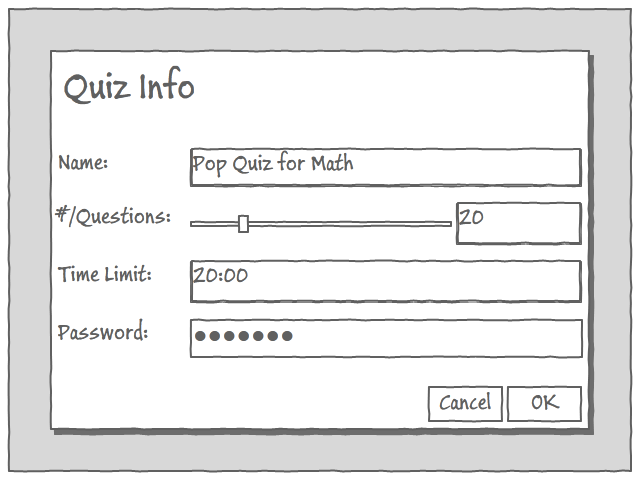 Quiz Info
Name: Pop Quiz for Math
#/Questions: 20
Time Limit: 20:00
Password: ●●●●●●●
Cancel OK